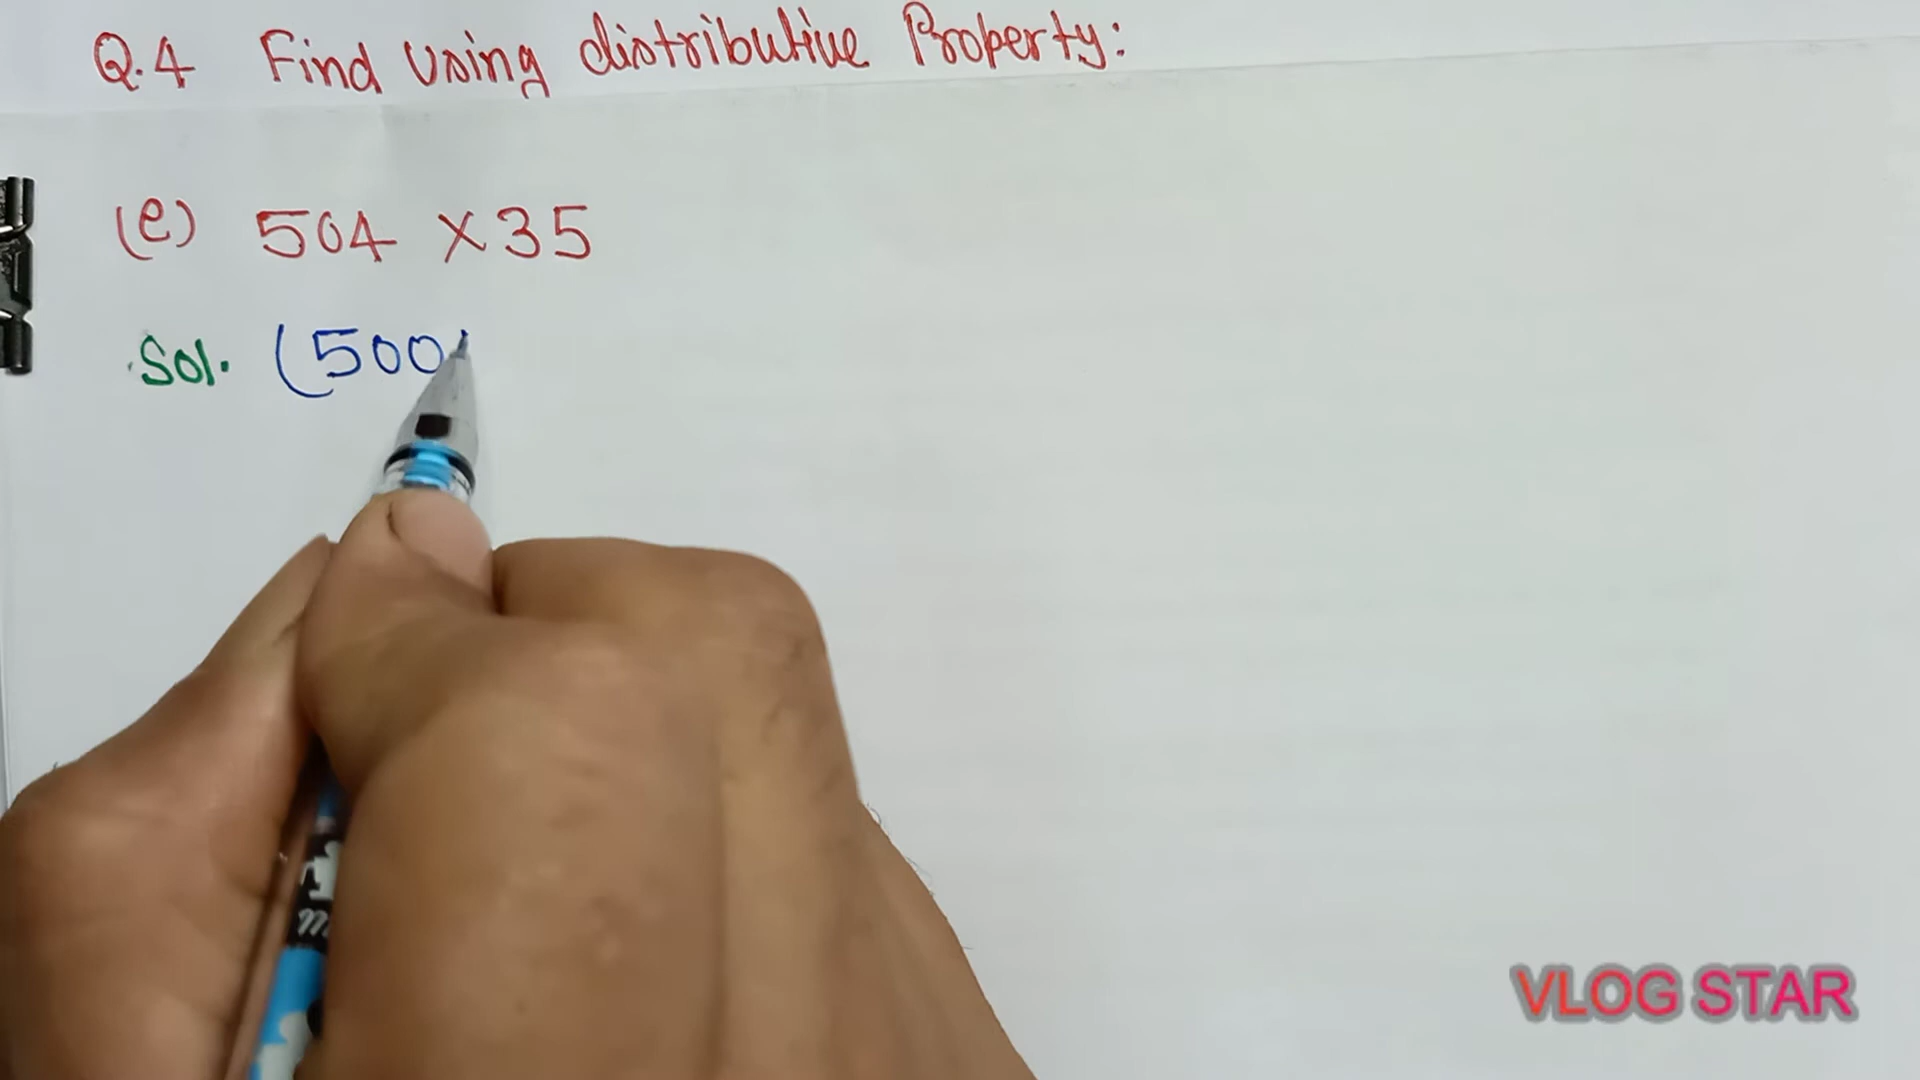 Q.4 Find using distributive Property:
(e) 504 × 35
Sol. (500
VLOG STAR